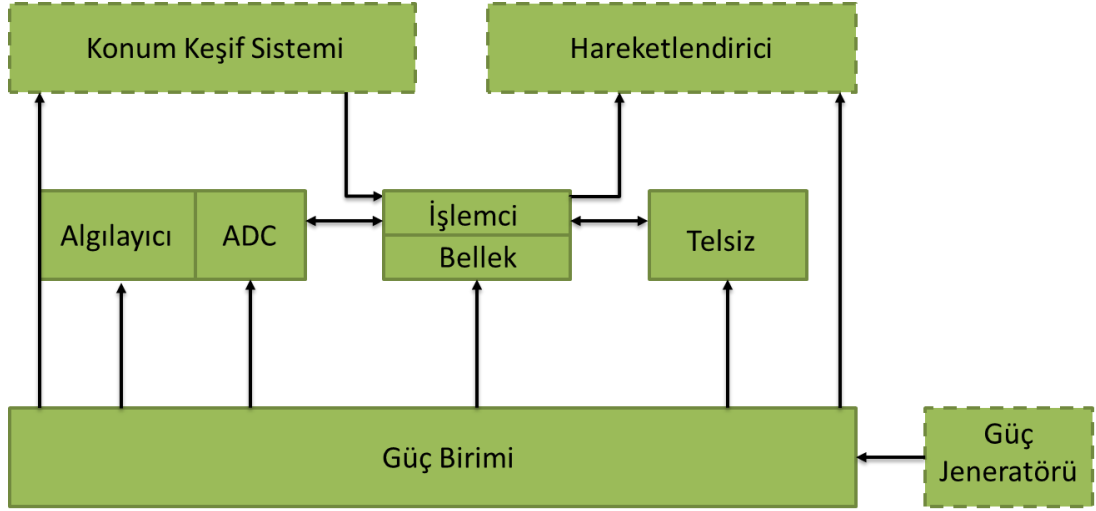 Konum Keşif Sistemi
Hareketlendirici
Algılayıcı
ADC
İşlemci
Bellek
Telsiz
Güç Birimi
Güç
Jeneratörü